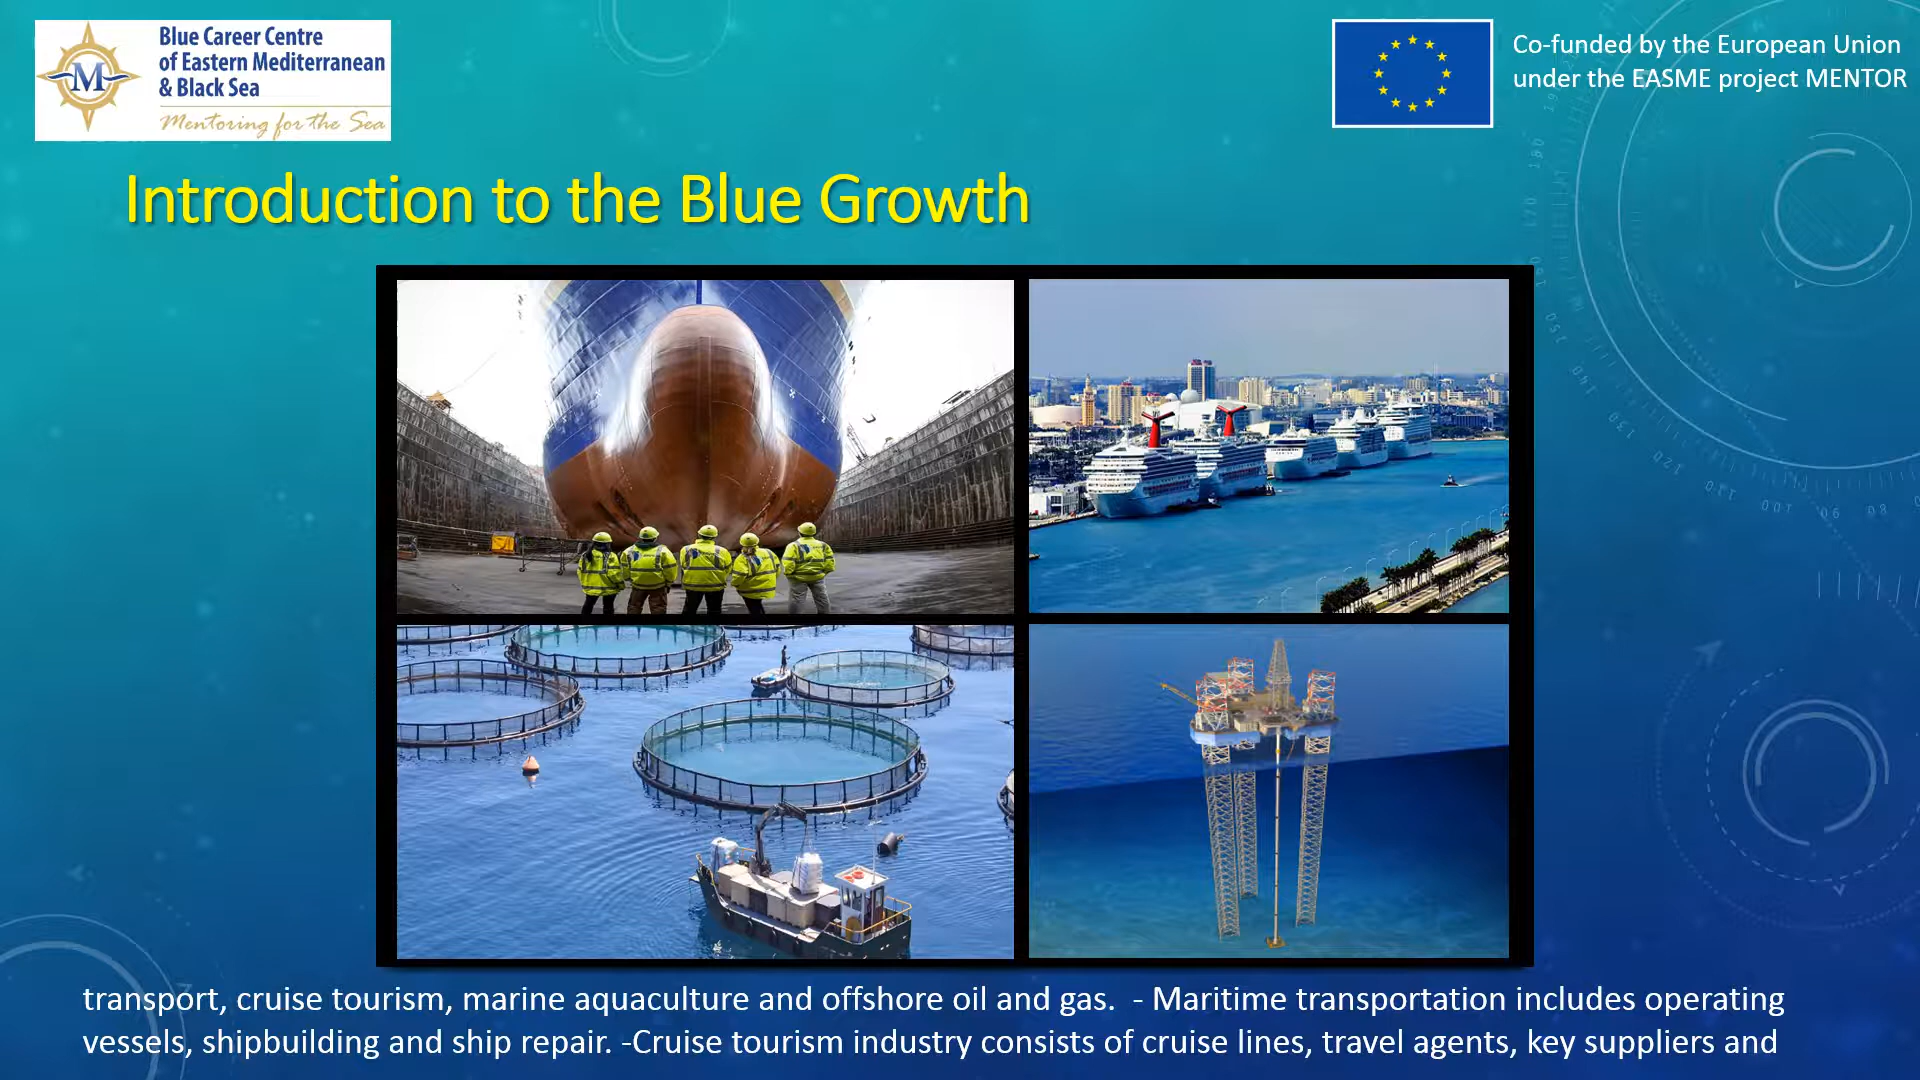 Blue Career Centre
of Eastern Mediterranean
& Black Sea
Mentoring for the Sea
M
Co-funded by the European Union
under the EASME project MENTOR
Introduction to the Blue Growth
transport, cruise tourism, marine aquaculture and offshore oil and gas.  - Maritime transportation includes operating
vessels, shipbuilding and ship repair. -Cruise tourism industry consists of cruise lines, travel agents, key suppliers and